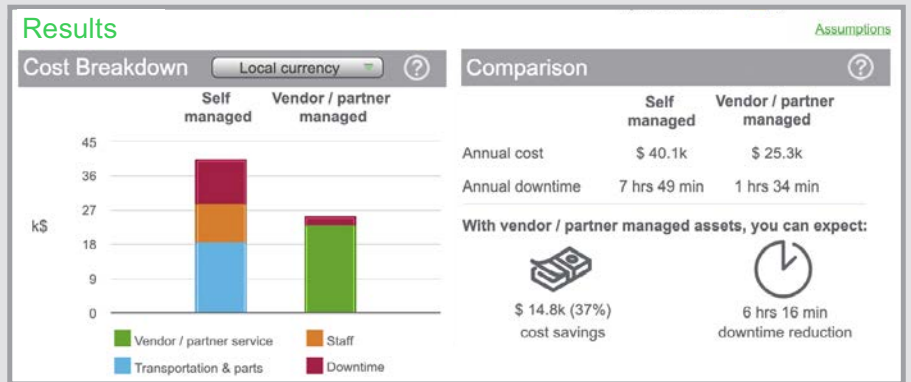 Results
Assumptions
Cost Breakdown
Local currency
?
Self
managed
Vendor / partner
managed
45
36
27
k$
18
9
0
Vendor / partner service
Staff
Transportation & parts
Downtime
Comparison
?
Self
managed
Vendor / partner
managed
Annual cost $ 40.1k $ 25.3k
Annual downtime 7 hrs 49 min 1 hrs 34 min
With vendor / partner managed assets, you can expect:
$ 14.8k (37%)
cost savings
6 hrs 16 min
downtime reduction